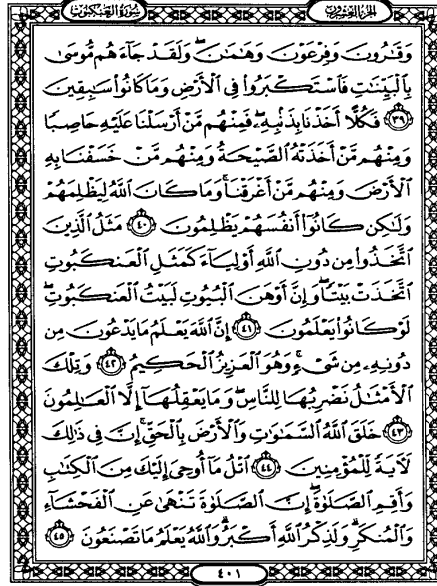 سورة العنكبوت
الجزء العشرون
وَقَٰرُونَ وَفِرْعَوْنَ وَهَٰمَٰنَۖ وَلَقَدْ جَآءَهُم مُّوسَىٰ
بِٱلْبَيِّنَٰتِ فَٱسْتَكْبَرُوا۟ فِى ٱلْأَرْضِ وَمَا كَانُوا۟ سَٰبِقِينَ
﴿٣٩﴾ فَكُلًّا أَخَذْنَا بِذَنۢبِهِۦۖ فَمِنْهُم مَّنْ أَرْسَلْنَا عَلَيْهِ حَاصِبًا
وَمِنْهُم مَّنْ أَخَذَتْهُ ٱلصَّيْحَةُ وَمِنْهُم مَّنْ خَسَفْنَا بِهِ
ٱلْأَرْضَ وَمِنْهُم مَّنْ أَغْرَقْنَاۚ وَمَا كَانَ ٱللَّهُ لِيَظْلِمَهُمْ
وَلَٰكِن كَانُوٓا۟ أَنفُسَهُمْ يَظْلِمُونَ ﴿٤٠﴾ مَثَلُ ٱلَّذِينَ
ٱتَّخَذُوا۟ مِن دُونِ ٱللَّهِ أَوْلِيَآءَ كَمَثَلِ ٱلْعَنكَبُوتِ
ٱتَّخَذَتْ بَيْتًاۖ وَإِنَّ أَوْهَنَ ٱلْبُيُوتِ لَبَيْتُ ٱلْعَنكَبُوتِۖ
لَوْ كَانُوا۟ يَعْلَمُونَ ﴿٤١﴾ إِنَّ ٱللَّهَ يَعْلَمُ مَا يَدْعُونَ مِن
دُونِهِۦ مِن شَىْءٍۚ وَهُوَ ٱلْعَزِيزُ ٱلْحَكِيمُ ﴿٤٢﴾ وَتِلْكَ
ٱلْأَمْثَٰلُ نَضْرِبُهَا لِلنَّاسِۖ وَمَا يَعْقِلُهَآ إِلَّا ٱلْعَٰلِمُونَ
﴿٤٣﴾ خَلَقَ ٱللَّهُ ٱلسَّمَٰوَٰتِ وَٱلْأَرْضَ بِٱلْحَقِّۚ إِنَّ فِى ذَٰلِكَ
لَءَايَةً لِّلْمُؤْمِنِينَ ﴿٤٤﴾ ٱتْلُ مَآ أُوحِىَ إِلَيْكَ مِنَ ٱلْكِتَٰبِ
وَأَقِمِ ٱلصَّلَوٰةَۖ إِنَّ ٱلصَّلَوٰةَ تَنْهَىٰ عَنِ ٱلْفَحْشَآءِ
وَٱلْمُنكَرِۗ وَلَذِكْرُ ٱللَّهِ أَكْبَرُۗ وَٱللَّهُ يَعْلَمُ مَا تَصْنَعُونَ ﴿٤٥﴾
٤٠١